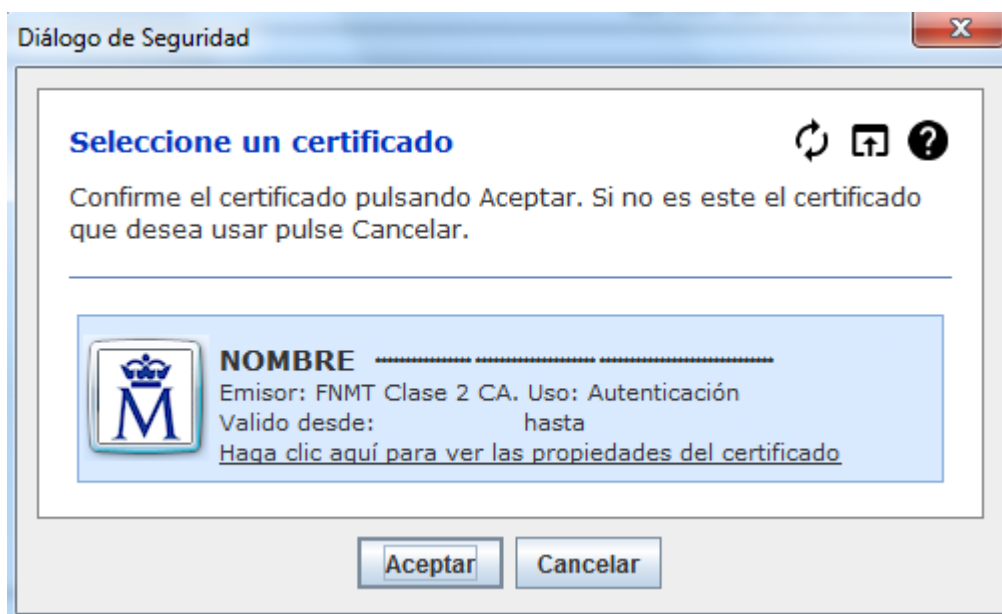 Diálogo de Seguridad
Seleccione un certificado
Confirme el certificado pulsando Aceptar. Si no es este el certificado
que desea usar pulse Cancelar.
NOMBRE
Emisor: FNMT Clase 2 CA. Uso: Autenticación
Valido desde: hasta
Haga clic aquí para ver las propiedades del certificado
Aceptar Cancelar